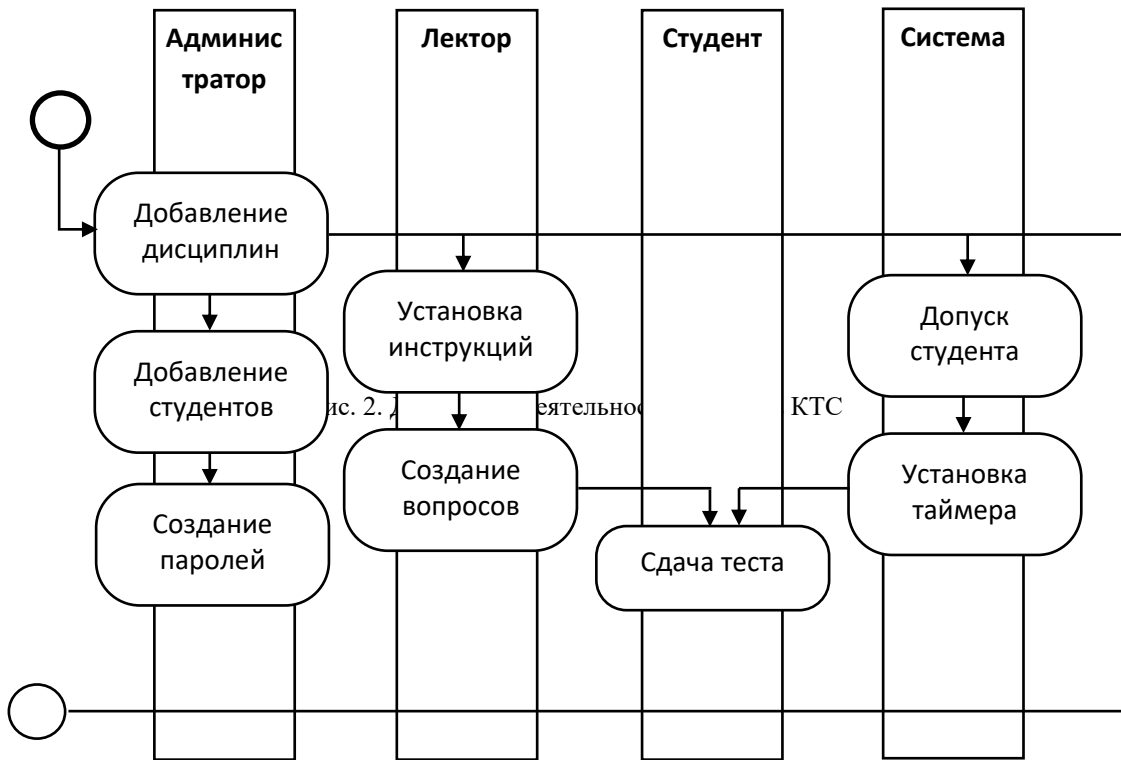 Админис
тратор
Лектор
Студент
Система
Добавление
дисциплин
Установка
инструкций
Допуск
студента
Добавление
студентов
2.
КТС
Создание
вопросов
Установка
таймера
Создание
паролей
Сдача теста